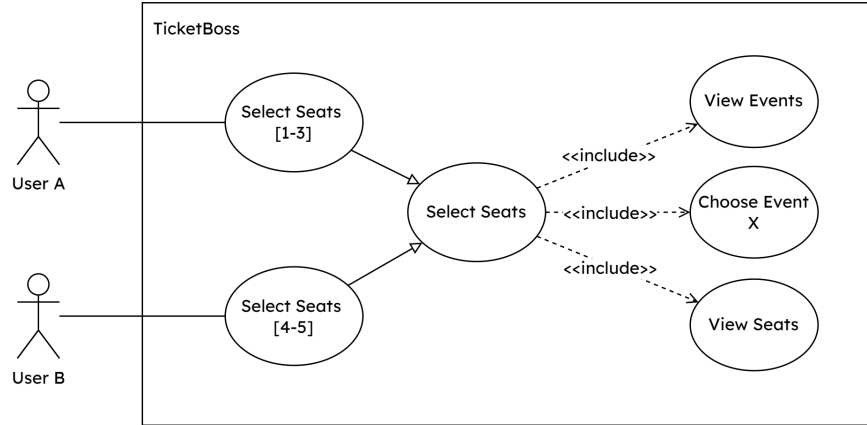 TicketBoss
Select Seats
[1-3]
User A
Select Seats
Select Seats
[4-5]
User B
<<include>>
<<include>>
<<include>>
View Events
Choose Event
X
View Seats